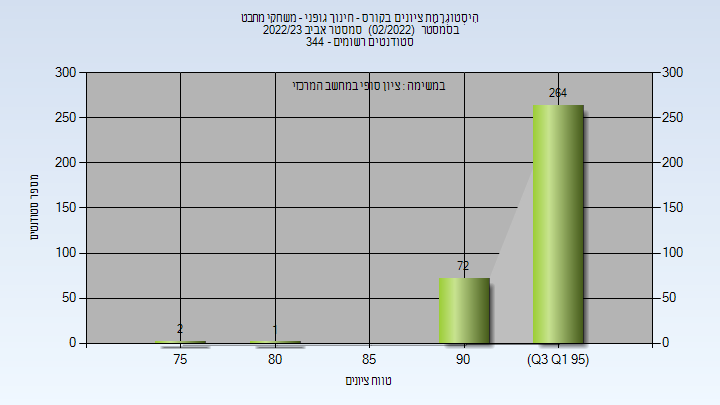 הִיסְטוגְרָמַת ציונים בקורס - חינוך גופני - משחקי מחבט
בסמסטר (02/2022) סמסטר אביב 2022/23
סטודנטים רשומים - 344
במשימה : ציון סופי במחשב המרכזי
300 300
264
250 250
200 200
150 150
100 100
72
50 50
2 1
0 0
75 80 85 90 (Q3 Q1 95)
מספר סטודנטים
טווח ציונים